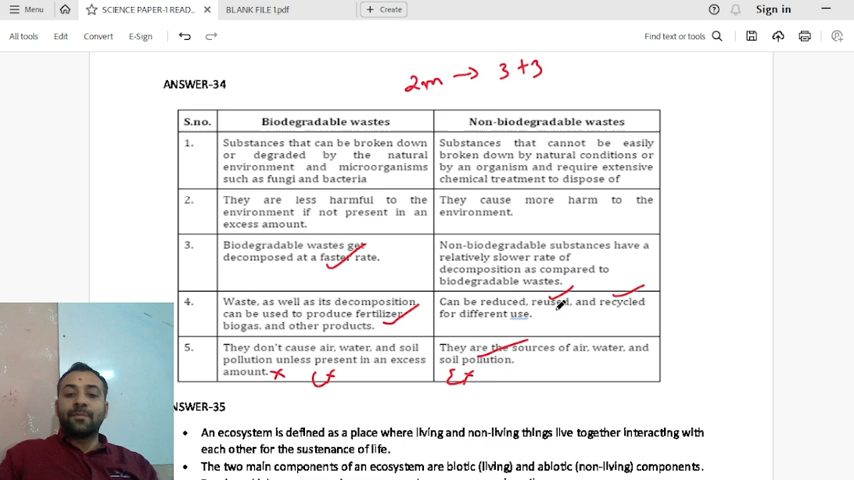 Menu
SCIENCE PAPER-1 READ... ×
BLANK FILE 1.pdf
+ Create
Sign in
All tools Edit Convert E-Sign
Find text or tools
2m → 3+3
ANSWER-34
S.no. Biodegradable wastes Non-biodegradable wastes
1.
Substances that can be broken down
or degraded by the natural
environment and microorganisms
such as fungi and bacteria
Substances that cannot be easily
broken down by natural conditions or
by an organism and require extensive
chemical treatment to dispose of
2.
They are less harmful to the
environment if not present in an
excess amount.
They cause more harm to the
environment.
3.
Biodegradable wastes get
decomposed at a faster rate.
Non-biodegradable substances have a
relatively slower rate of
decomposition as compared to
biodegradable wastes.
4.
Waste, as well as its decomposition,
can be used to produce fertilizer,
biogas, and other products.
Can be reduced, reused, and recycled
for different use.
5.
They don't cause air, water, and soil
pollution unless present in an excess
amount.
They are the sources of air, water, and
soil pollution.
Ex
NSWER-35
• An ecosystem is defined as a place where living and non-living things live together interacting with
each other for the sustenance of life.
• The two main components of an ecosystem are biotic (living) and abiotic (non-living) components.